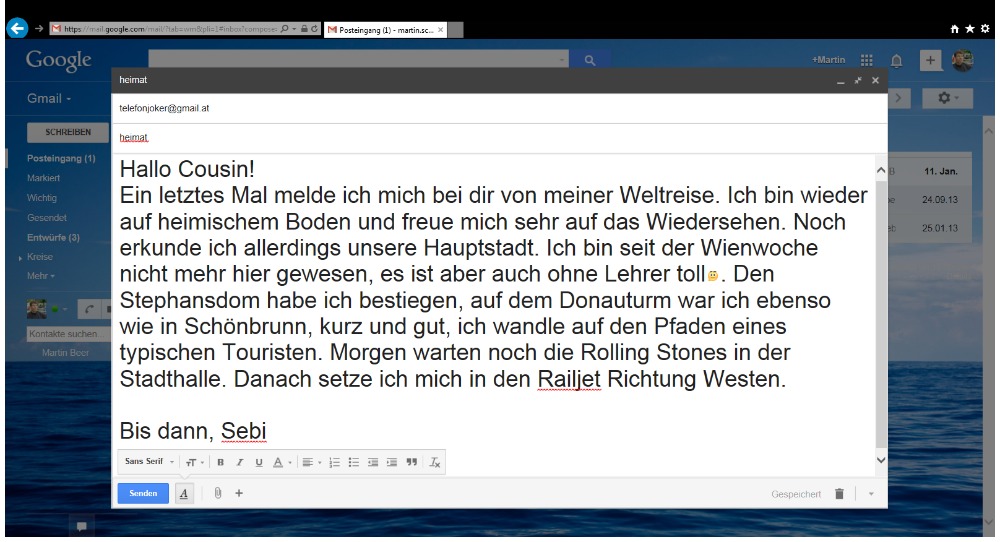 https://mail.google.com/mail/?tab=wm&pli=1#inbox?compose=
Posteingang (1) - martin.sc...
Google
+Martin
heimat
Gmail
telefonjoker@gmail.at
SCHREIBEN
heimat
Posteingang (1)
Markiert
Wichtig
Gesendet
Entwürfe (3)
Kreise
Mehr
Kontakte suchen...
Martin Beer
B 11. Jan.
24.09.13
eb 25.01.13
Hallo Cousin!
Ein letztes Mal melde ich mich bei dir von meiner Weltreise. Ich bin wieder
auf heimischem Boden und freue mich sehr auf das Wiedersehen. Noch
erkunde ich allerdings unsere Hauptstadt. Ich bin seit der Wienwoche
nicht mehr hier gewesen, es ist aber auch ohne Lehrer toll. Den
Stephansdom habe ich bestiegen, auf dem Donauturm war ich ebenso
wie in Schönbrunn, kurz und gut, ich wandle auf den Pfaden eines
typischen Touristen. Morgen warten noch die Rolling Stones in der
Stadthalle. Danach setze ich mich in den Railjet Richtung Westen.
Bis dann, Sebi
Sans Serif
Senden
Gespeichert